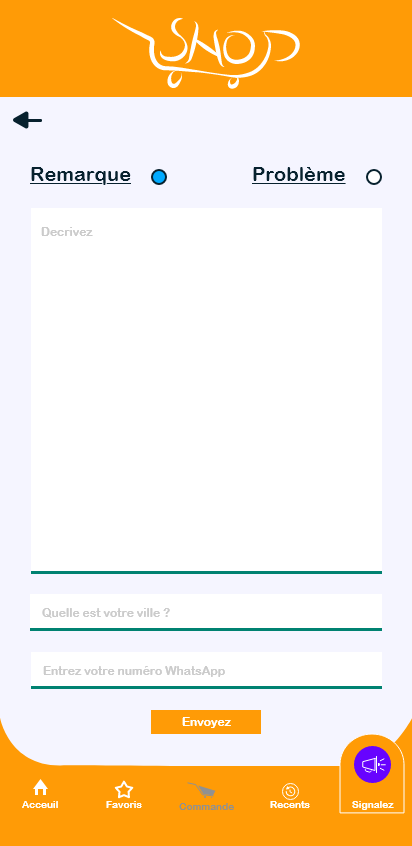 SHOP
Remarque Problème
Decrivez
Quelle est votre ville ?
Entrez votre numéro WhatsApp
Envoyez
Acceuil Favoris Commande Recents Signalez